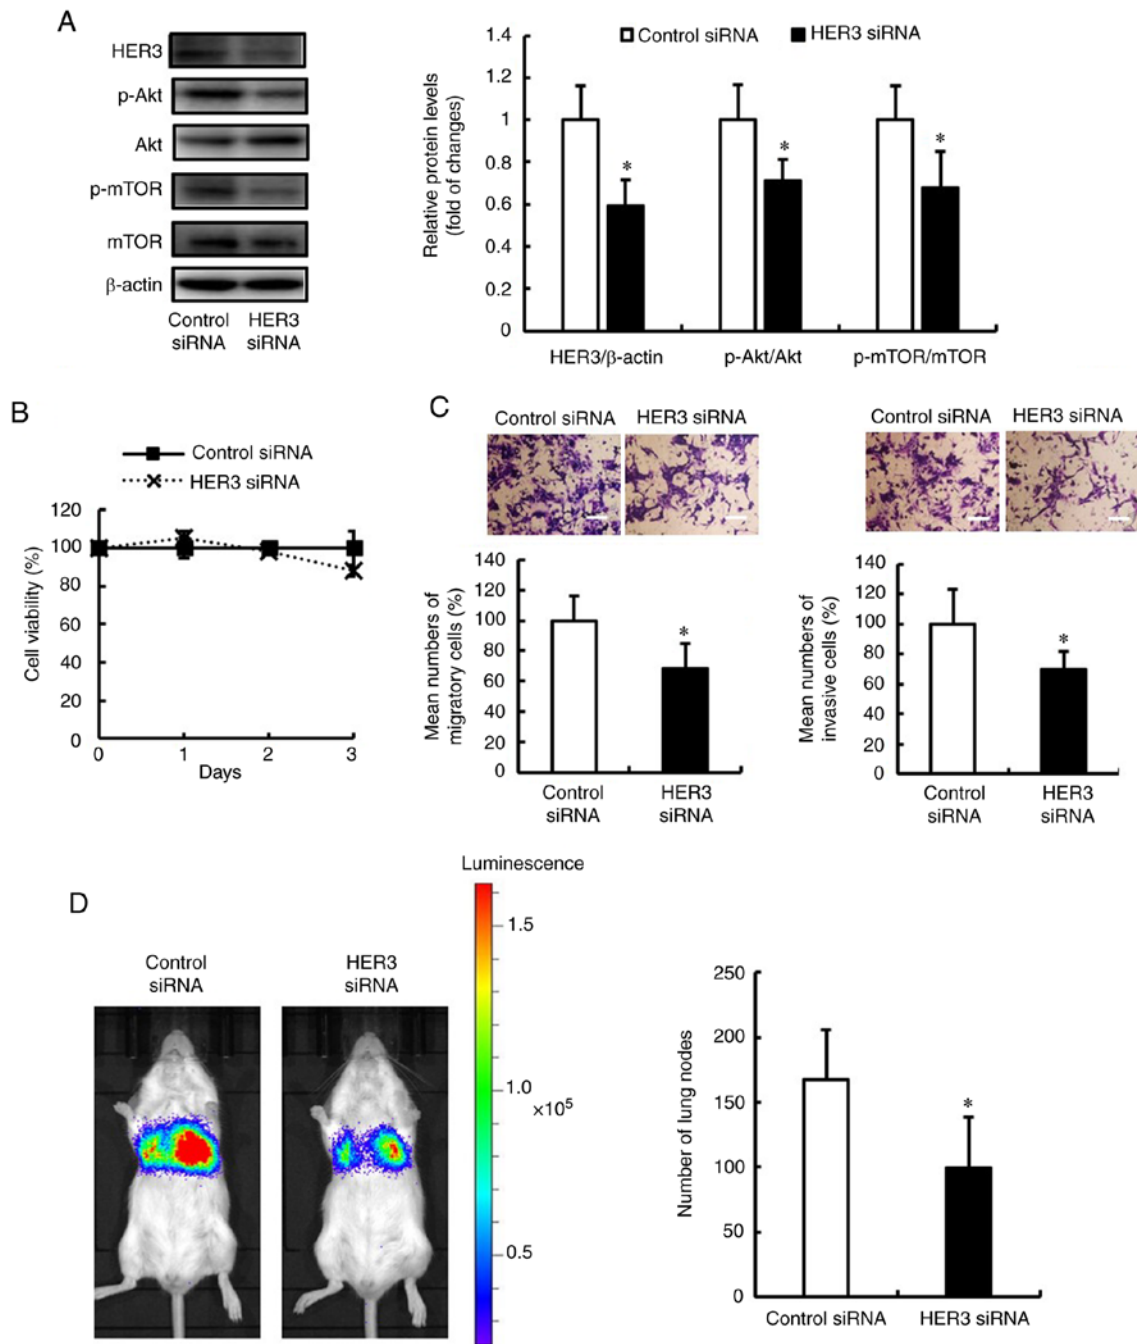 A
HER3
p-Akt
Akt
p-mTOR
mTOR
β-actin
Control
siRNA
HER3
siRNA
Control siRNA
HER3 siRNA
Relative protein levels
(fold of changes)
1.4
1.2
1
0.8
0.6
0.4
0.2
0
*
*
*
HER3/β-actin
p-Akt/Akt
p-mTOR/mTOR
B
Control siRNA
HER3 siRNA
Cell viability (%)
120
100
80
60
40
20
0
0
1
2
3
Days
C
Control siRNA
HER3 siRNA
Mean numbers of
migratory cells (%)
140
120
100
80
60
40
20
0
*
Control
siRNA
HER3
siRNA
Control siRNA
HER3 siRNA
Mean numbers of
invasive cells (%)
140
120
100
80
60
40
20
0
*
Control
siRNA
HER3
siRNA
D
Control
siRNA
HER3
siRNA
Luminescence
1.5
1.0
×10⁵
0.5
Number of lung nodes
250
200
150
100
50
0
*
Control siRNA
HER3 siRNA